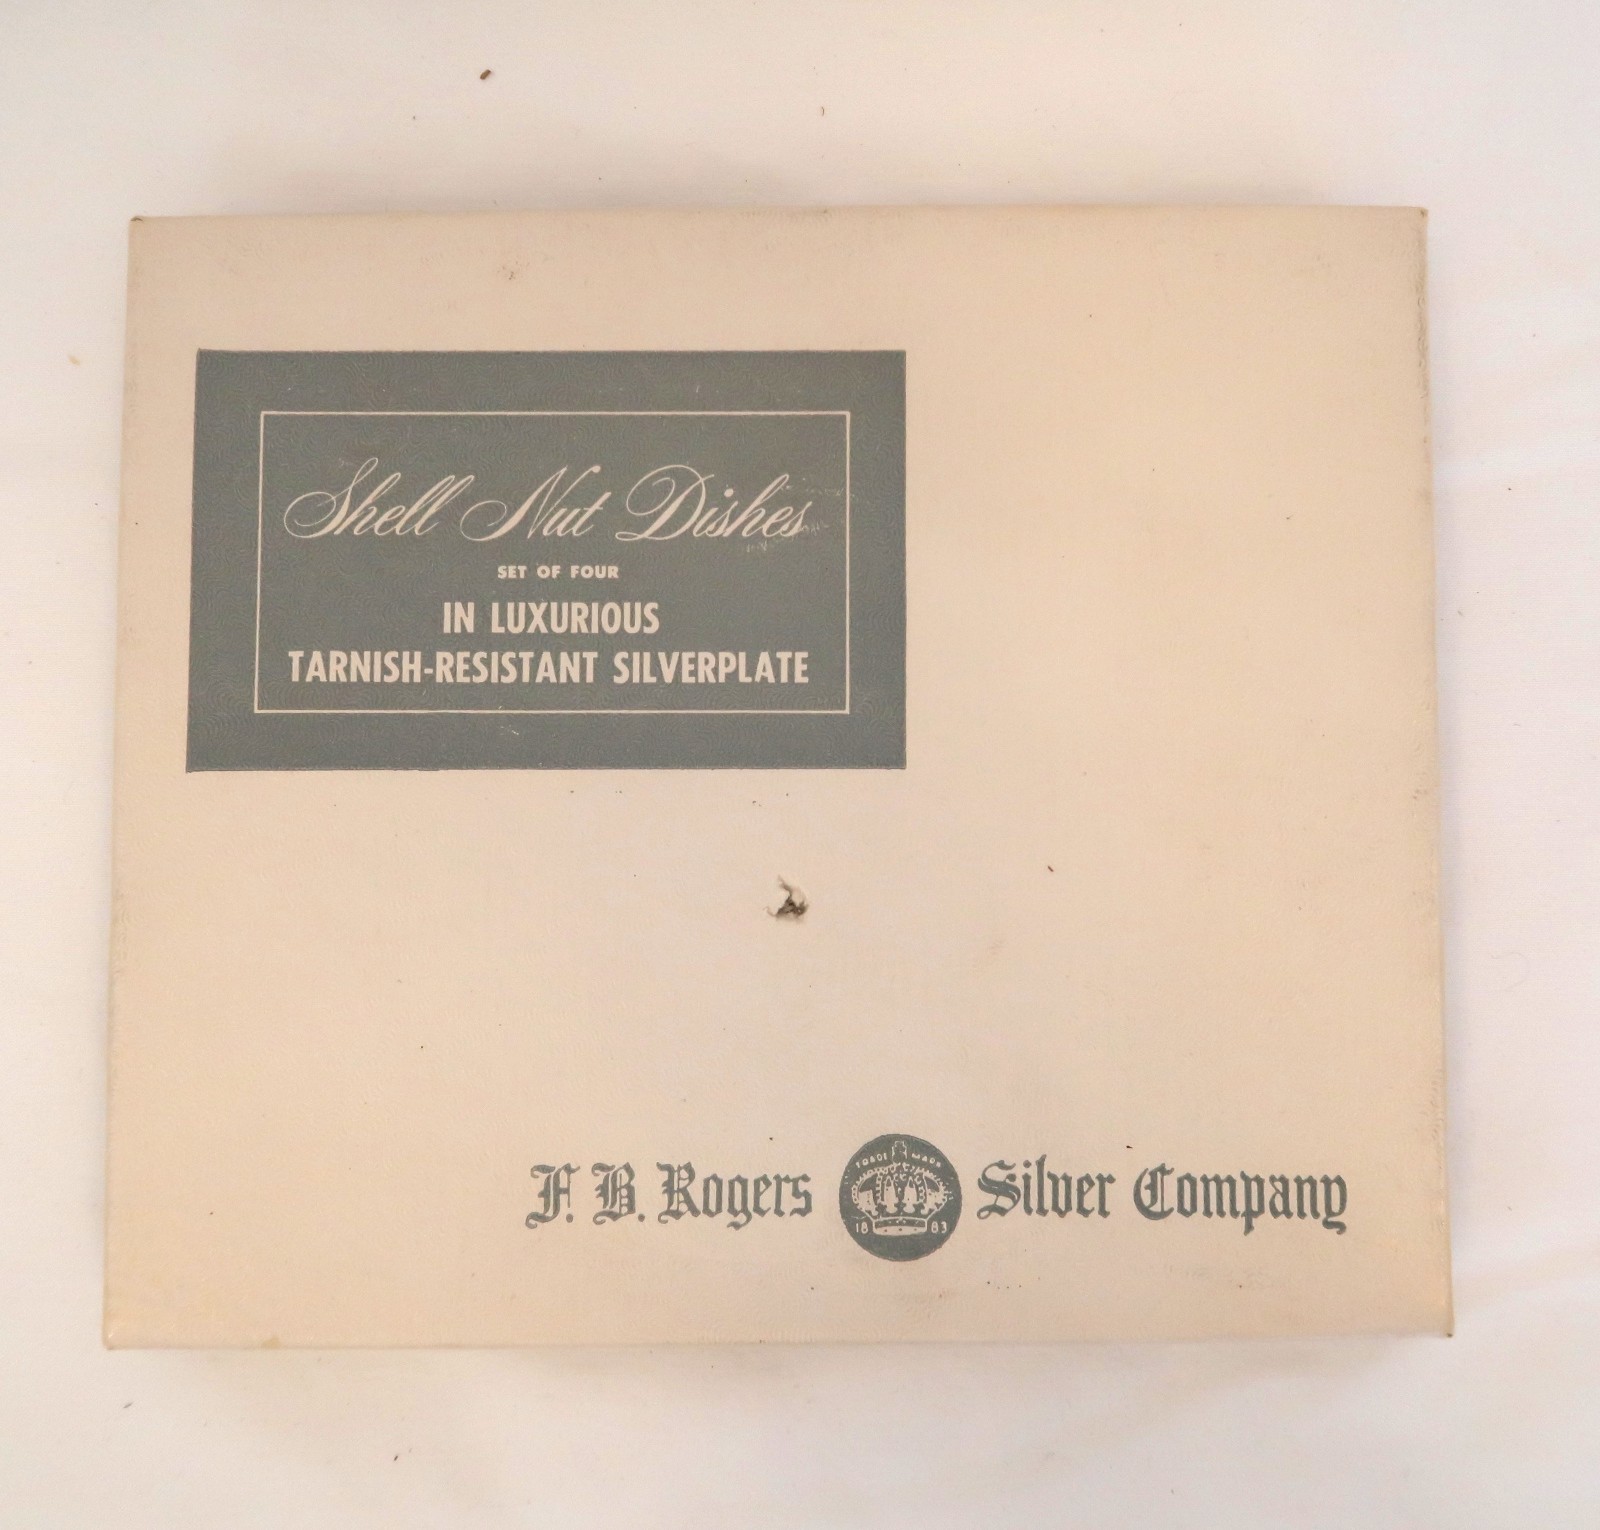 Shell Nut Dishes
SET OF FOUR
IN LUXURIOUS
TARNISH-RESISTANT SILVERPLATE
F. B. Rogers Silver Company
TRADE MARK
18 83